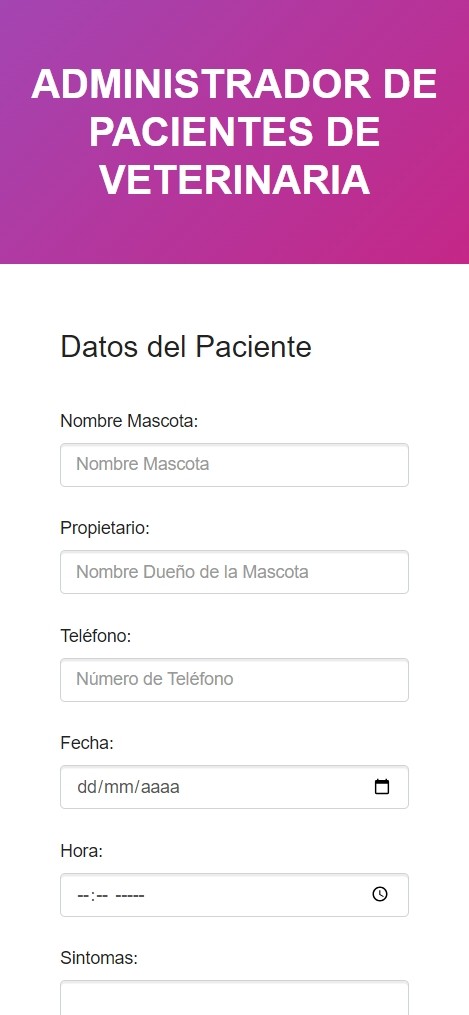 ADMINISTRADOR DE
PACIENTES DE
VETERINARIA
Datos del Paciente
Nombre Mascota:
Nombre Mascota
Propietario:
Nombre Dueño de la Mascota
Teléfono:
Número de Teléfono
Fecha:
dd/mm/aaaa
Hora:
--:-- -----
Sintomas: